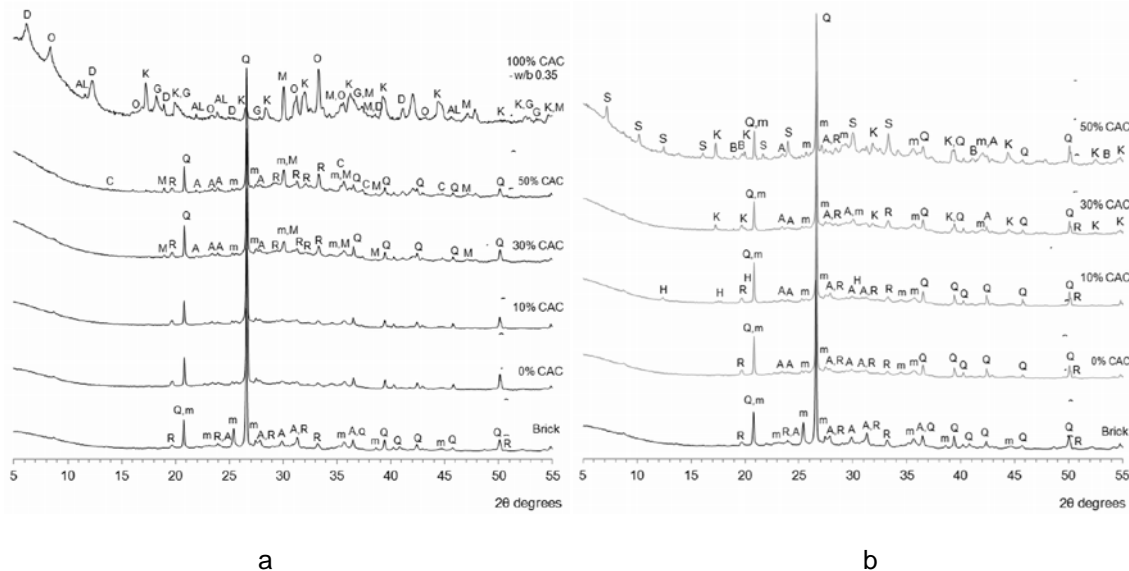 D
O
AL D
K
G
D
O
K,G
AL
O AL
D
K
Q
G
K
M
O
K
O
M
O
K
G,M
K
M
D
D
O
K
AL M
K
K,G
G
K,M
100% CAC
- w/b 0.35
C
M R
Q
A A A m
m A R m,M R R R
C
m,M
Q C M Q
Q
C
Q
M
Q
50% CAC
M R
Q
A A A m
m A R m,M R R R
m,M
Q
M
Q
Q
Q M
Q
30% CAC
10% CAC
0% CAC
R
Q,m
m R A m
m A R A A,R R
m A,Q m Q Q
Q
m Q
Q
R
Brick
5 10 15 20 25 30 35 40 45 50 55
2θ degrees
a
Q
S
S
S
S
K
B B
K
Q,m
S
A
S
m
m
A,R m
S
K
S
m Q
K Q
B
m,A
K
Q
Q
K B K
50% CAC
K
K
Q,m
A A m
m
A,R A,m K R
m Q
K,Q
m A
K Q
Q
R K K
30% CAC
H
H
H
R
Q,m
A A m
m
A,R A H A,R R m m Q
Q Q
Q
Q
Q
R
10% CAC
R
Q,m
A A m
m
A,R A A,R R m m Q
Q Q
Q
Q
Q
R
0% CAC
R
Q,m
m R,A m
m
A,R A A,R R
m A,Q
Q
Q
Q
m
Q
R
Brick
5 10 15 20 25 30 35 40 45 50 55
2θ degrees
b